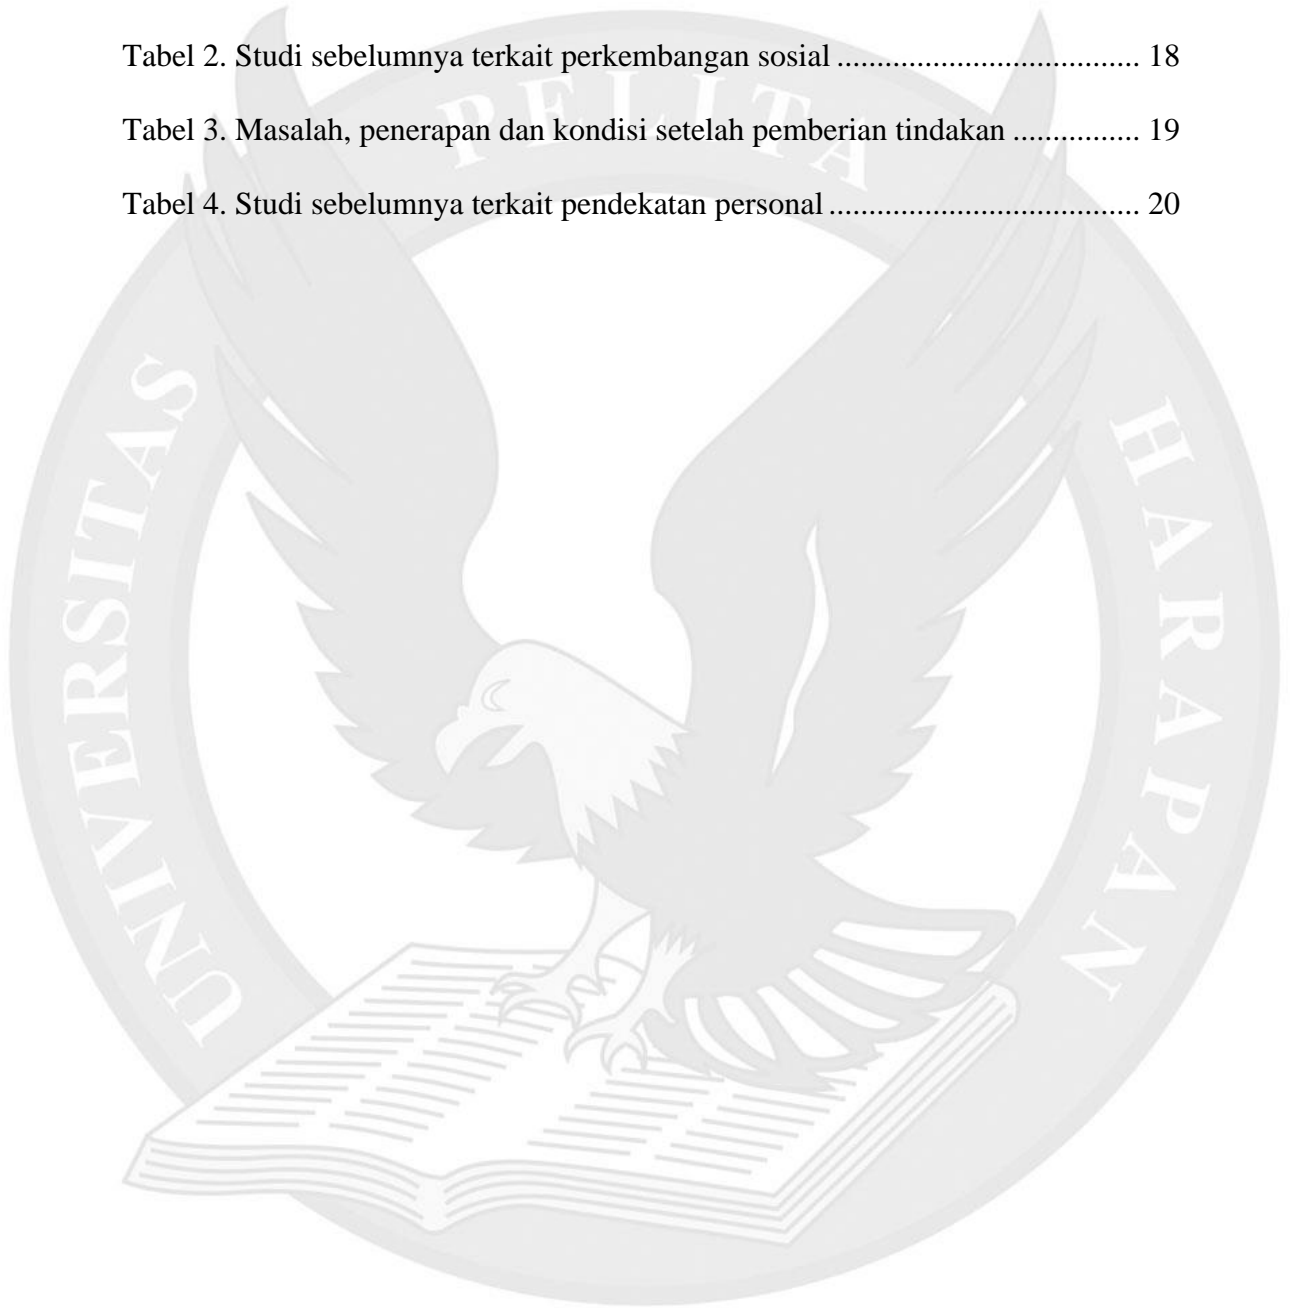 Tabel 2. Studi sebelumnya terkait perkembangan sosial ..................................... 18
Tabel 3. Masalah, penerapan dan kondisi setelah pemberian tindakan ............... 19
Tabel 4. Studi sebelumnya terkait pendekatan personal ...................................... 20
UNIVERSITAS PELITA HARAPAN